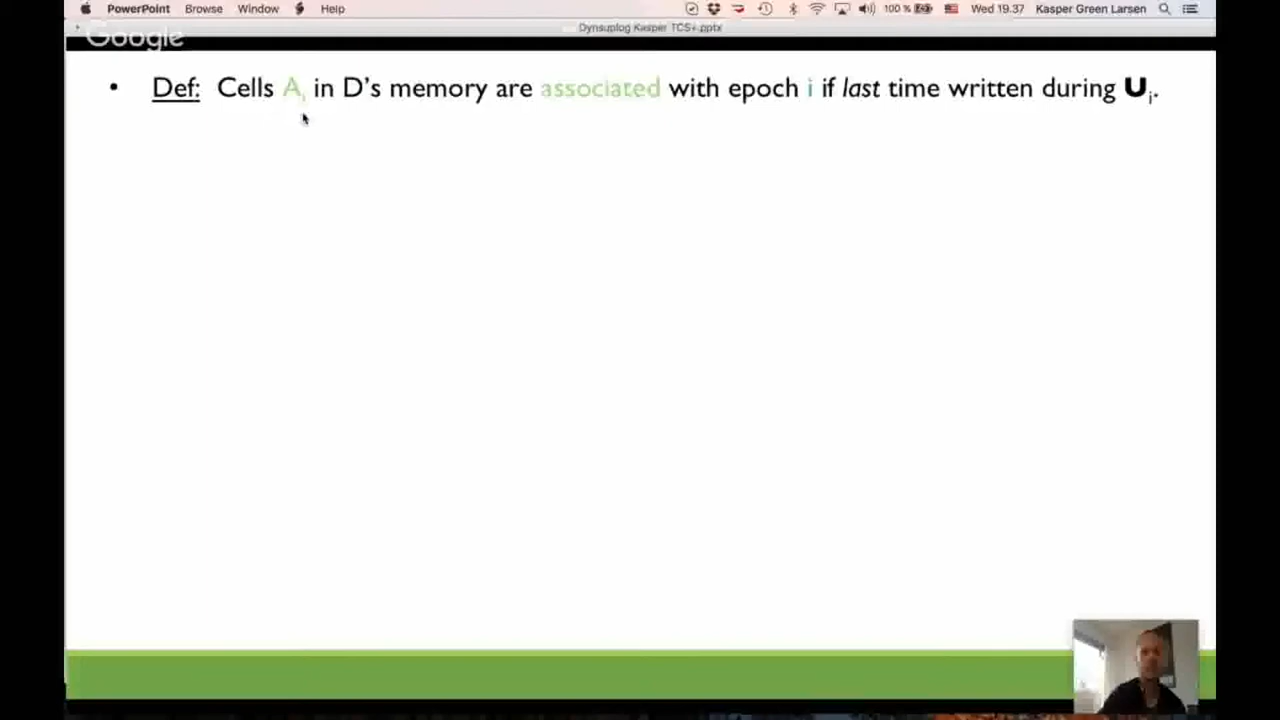 PowerPoint Browse Window Help 100 % Wed 19.37 Kasper Green Larsen
Dynsuplog Kasper TCS+.pptx
Google
• Def: Cells Aᵢ in D's memory are associated with epoch i if last time written during Uᵢ.